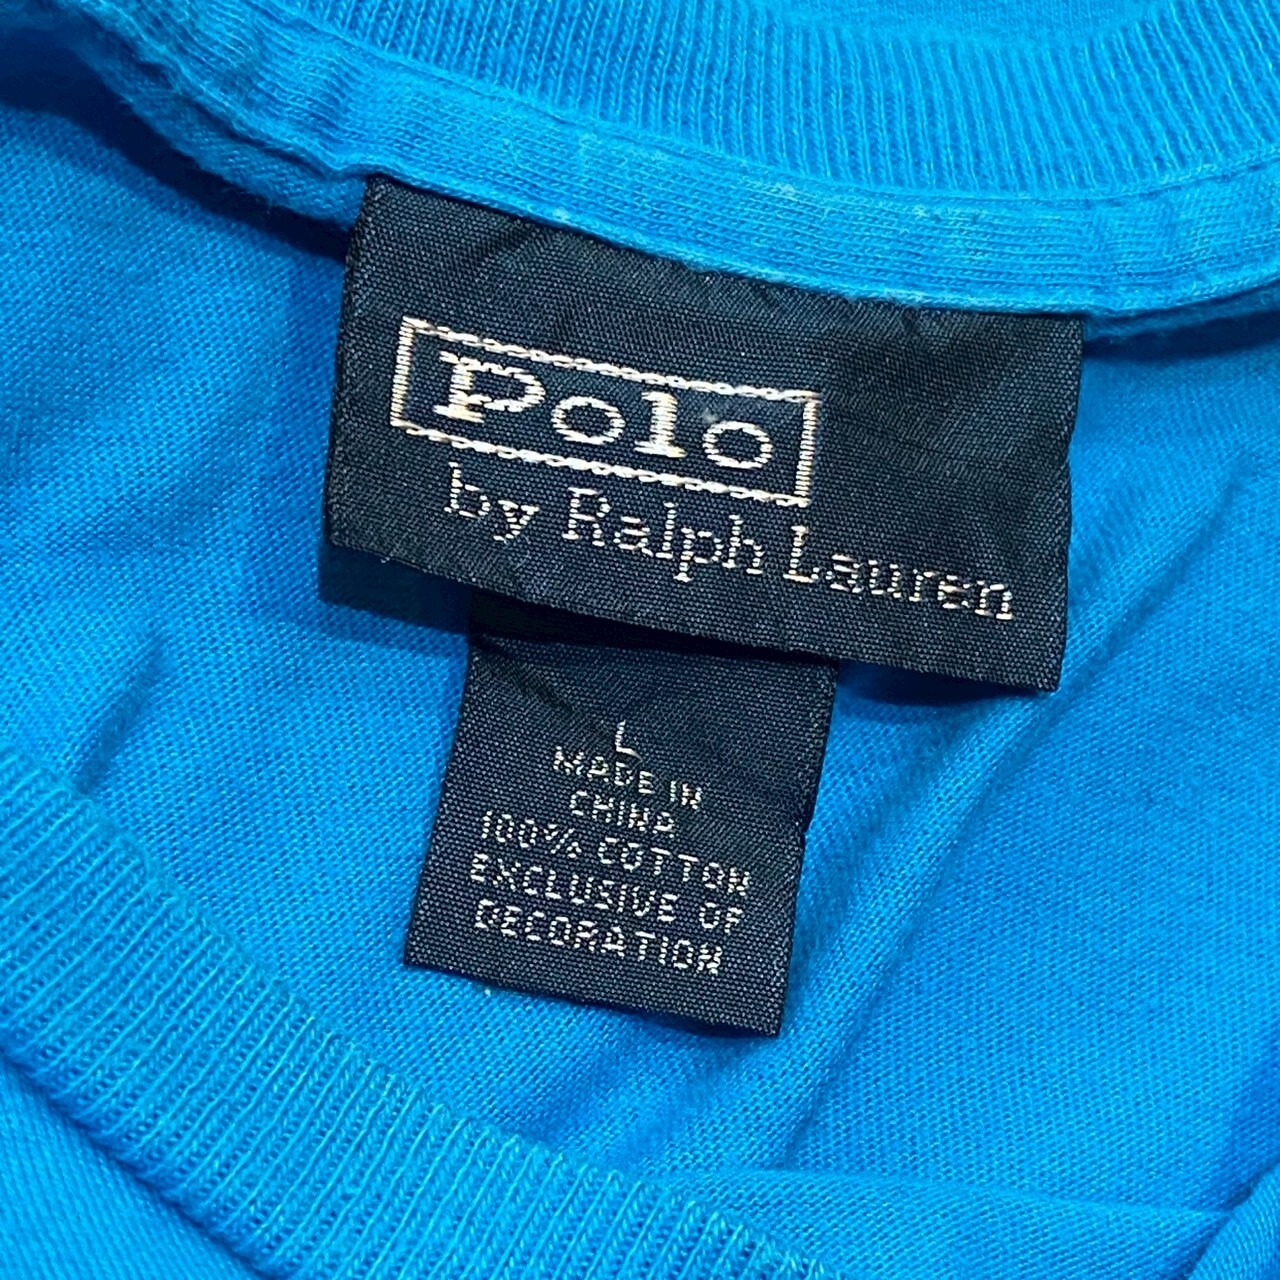 Polo
by Ralph Lauren
L
MADE IN
CHINA
100% COTTON
EXCLUSIVE OF
DECORATION